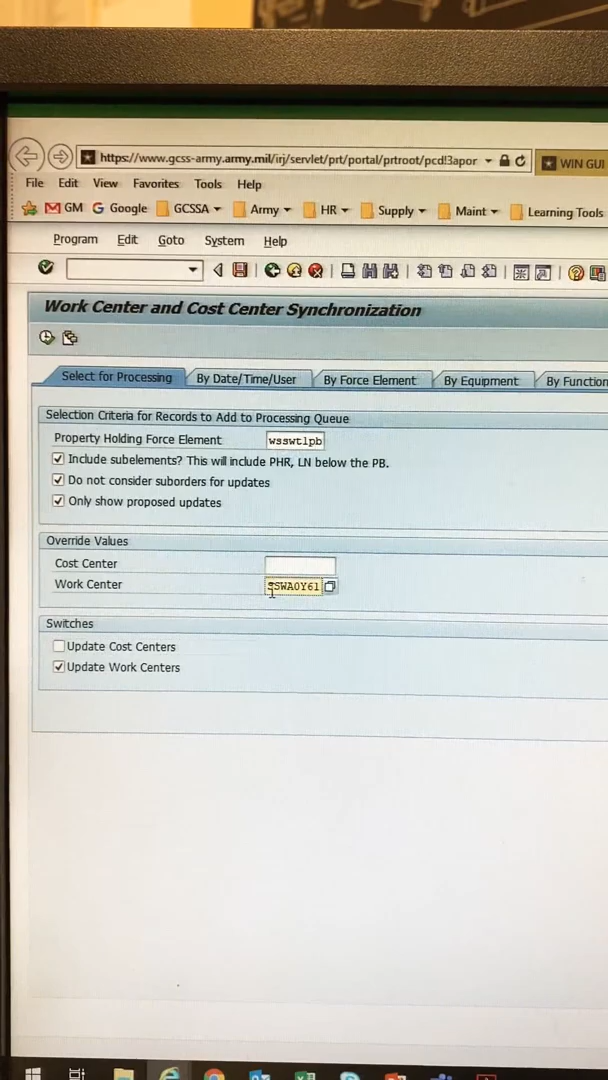 https://www.gcss-army.army.mil/irj/servlet/prt/portal/prtroot/pcd!3apor
WIN GUI
File Edit View Favorites Tools Help
GM Google GCSSA Army HR Supply Maint Learning Tools
Program Edit Goto System Help
Work Center and Cost Center Synchronization
Select for Processing By Date/Time/User By Force Element By Equipment By Function
Selection Criteria for Records to Add to Processing Queue
Property Holding Force Element wsswtlpb
Include subelements? This will include PHR, LN below the PB.
Do not consider suborders for updates
Only show proposed updates
Override Values
Cost Center
Work Center
Switches
Update Cost Centers
Update Work Centers